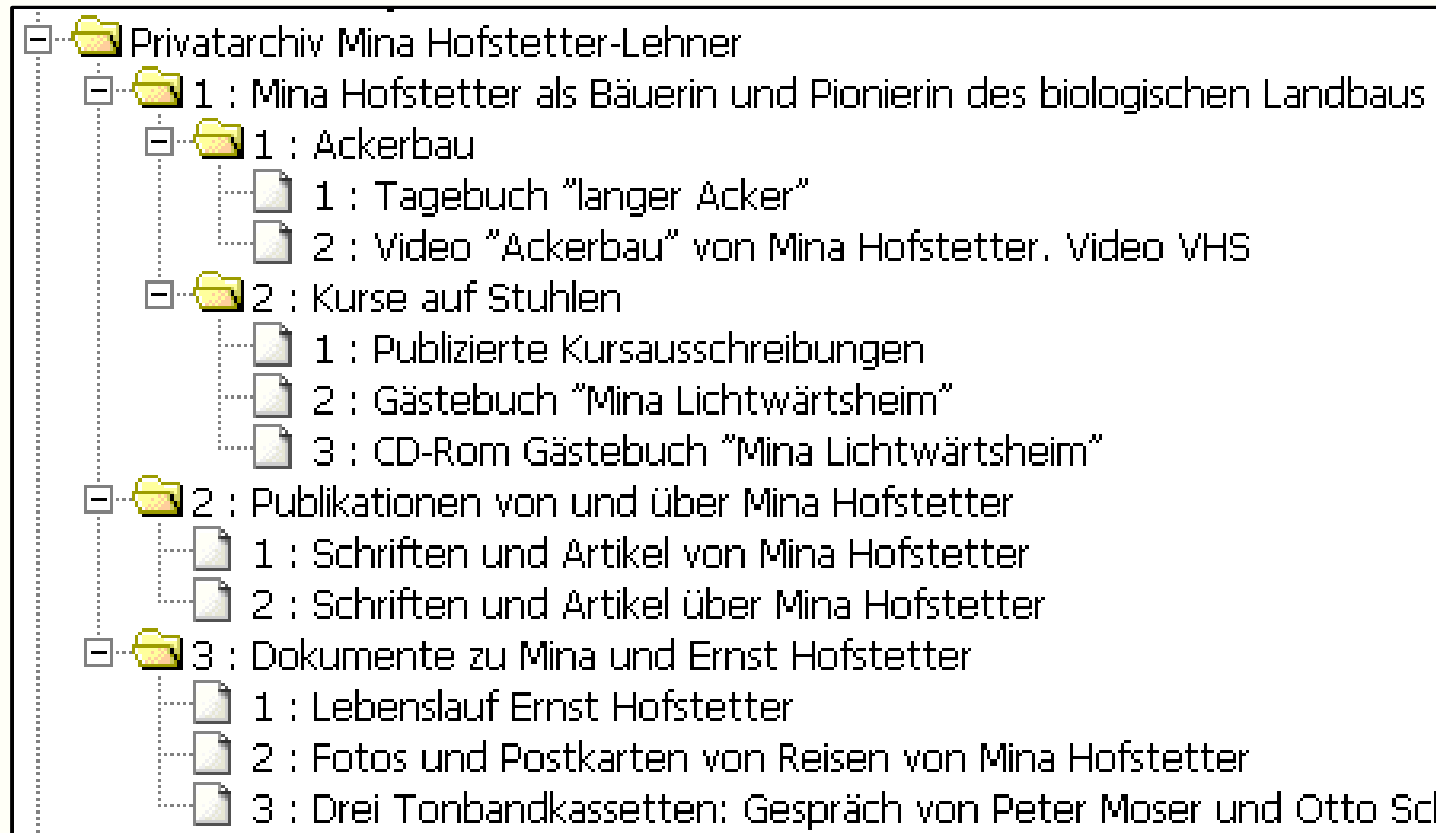 Privatarchiv Mina Hofstetter-Lehner
1 : Mina Hofstetter als Bäuerin und Pionierin des biologischen Landbaus
1 : Ackerbau
1 : Tagebuch "langer Acker"
2 : Video "Ackerbau" von Mina Hofstetter. Video VHS
2 : Kurse auf Stuhlen
1 : Publizierte Kursausschreibungen
2 : Gästebuch "Mina Lichtwärtsheim"
3 : CD-Rom Gästebuch "Mina Lichtwärtsheim"
2 : Publikationen von und über Mina Hofstetter
1 : Schriften und Artikel von Mina Hofstetter
2 : Schriften und Artikel über Mina Hofstetter
3 : Dokumente zu Mina und Ernst Hofstetter
1 : Lebenslauf Ernst Hofstetter
2 : Fotos und Postkarten von Reisen von Mina Hofstetter
3 : Drei Tonbandkassetten: Gespräch von Peter Moser und Otto